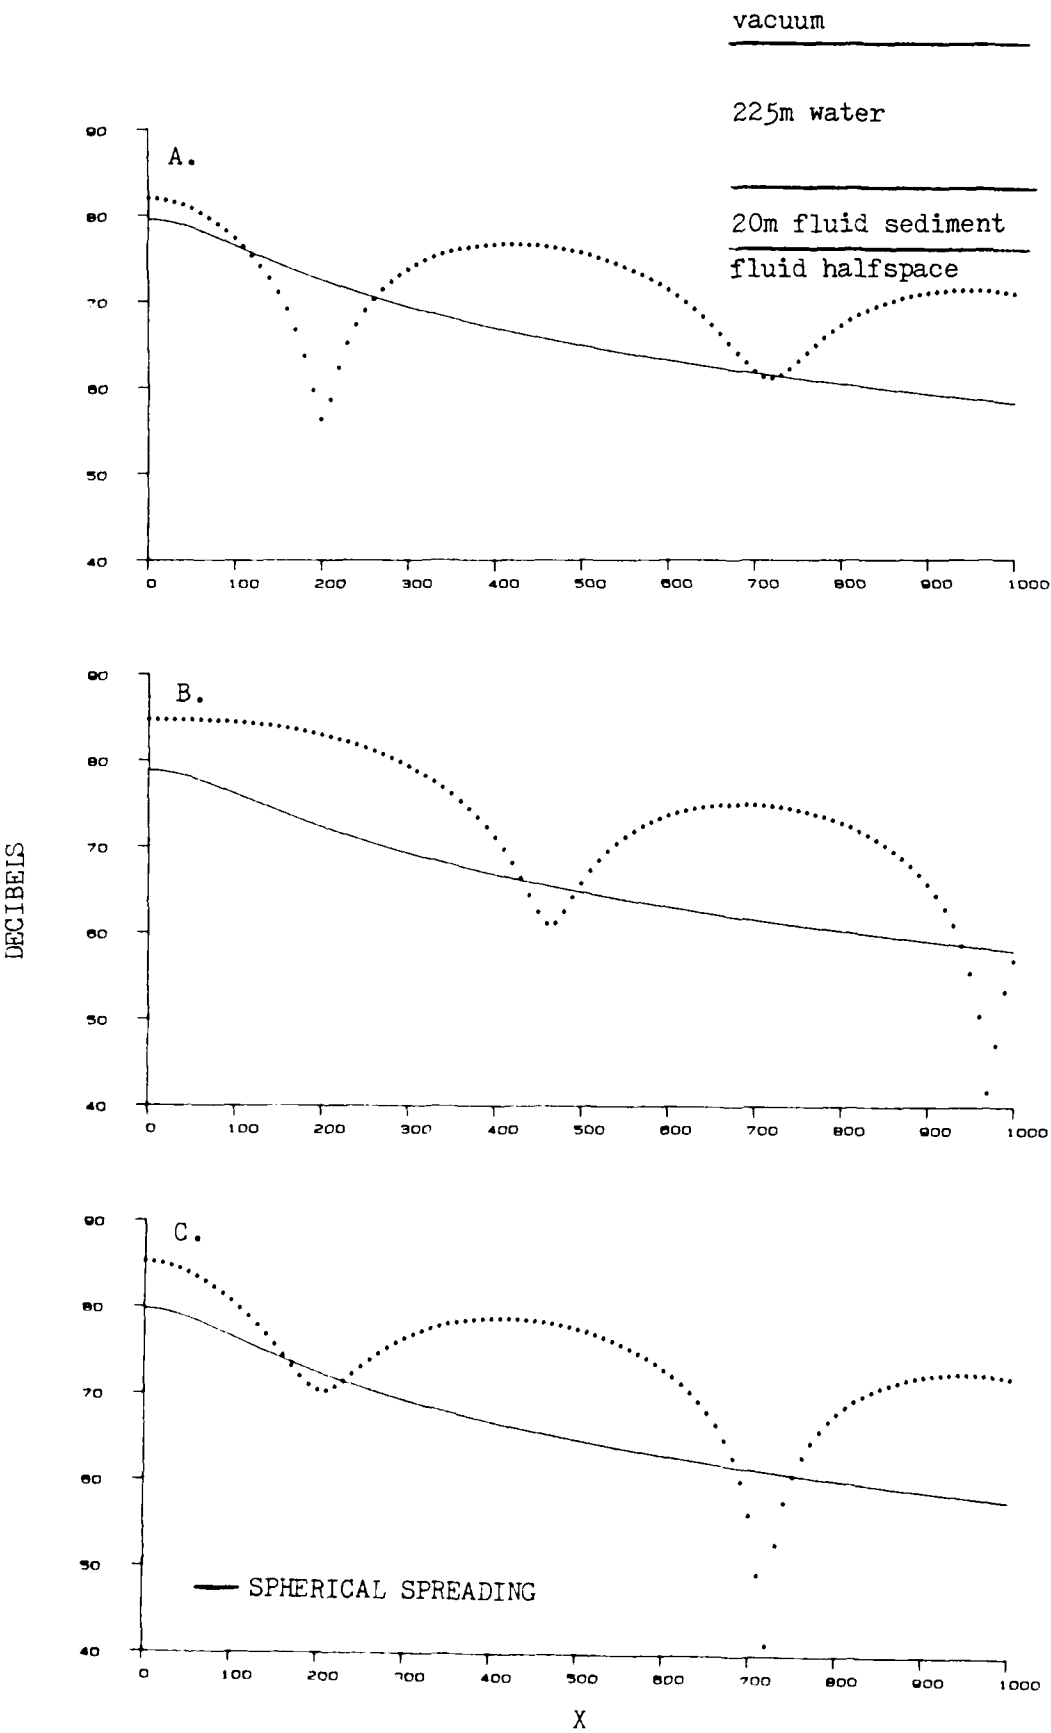 vacuum
225m water
20m fluid sediment
fluid halfspace
A.
90
80
70
60
50
40
0 100 200 300 400 500 600 700 800 900 1000
B.
90
80
70
60
50
40
0 100 200 300 400 500 600 700 800 900 1000
DECIBELS
C.
90
80
70
60
50
40
SPHERICAL SPREADING
0 100 200 300 400 500 600 700 800 900 1000
X